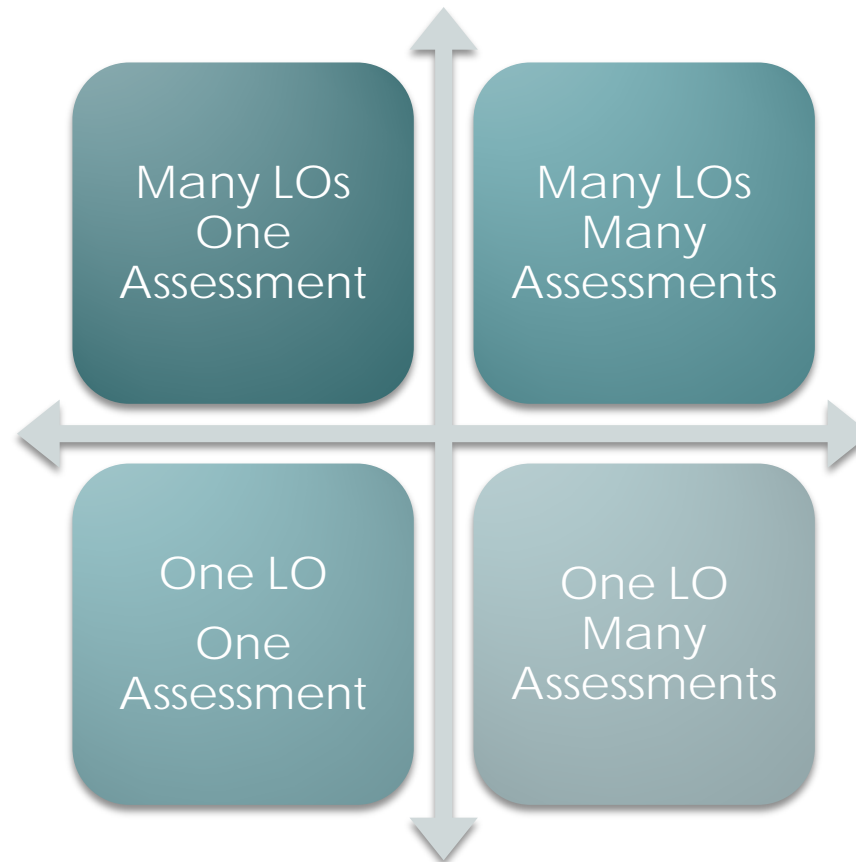 Many LOs
One
Assessment
Many LOs
Many
Assessments
One LO
One
Assessment
One LO
Many
Assessments